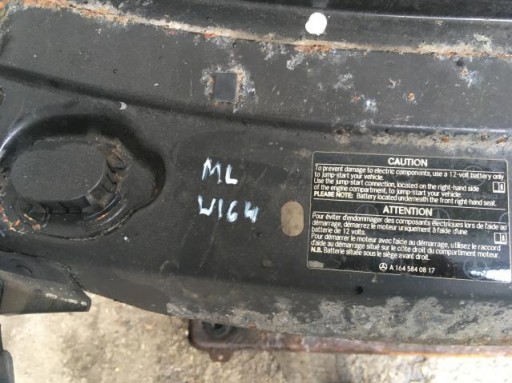 ML
W164
CAUTION
To prevent damage to electric components, use a 12-volt battery only
to jump-start your vehicle.
Use the jump-start connection, located on the right-hand side
of the engine compartment, to jump-start your vehicle.
PLEASE NOTE: Battery located underneath the front right-hand seat.
ATTENTION
Pour éviter d'endommager des composants électriques lors de l'aide au
démarrage, démarrez le moteur uniquement à l'aide d'une
batterie de 12 volts.
Pour démarrer le moteur avec l'aide au démarrage, utilisez le raccord
d'aide au démarrage situé sur le côté droit du compartiment moteur.
N.B. Batterie située sous le siège avant droit.
A 164 584 08 17